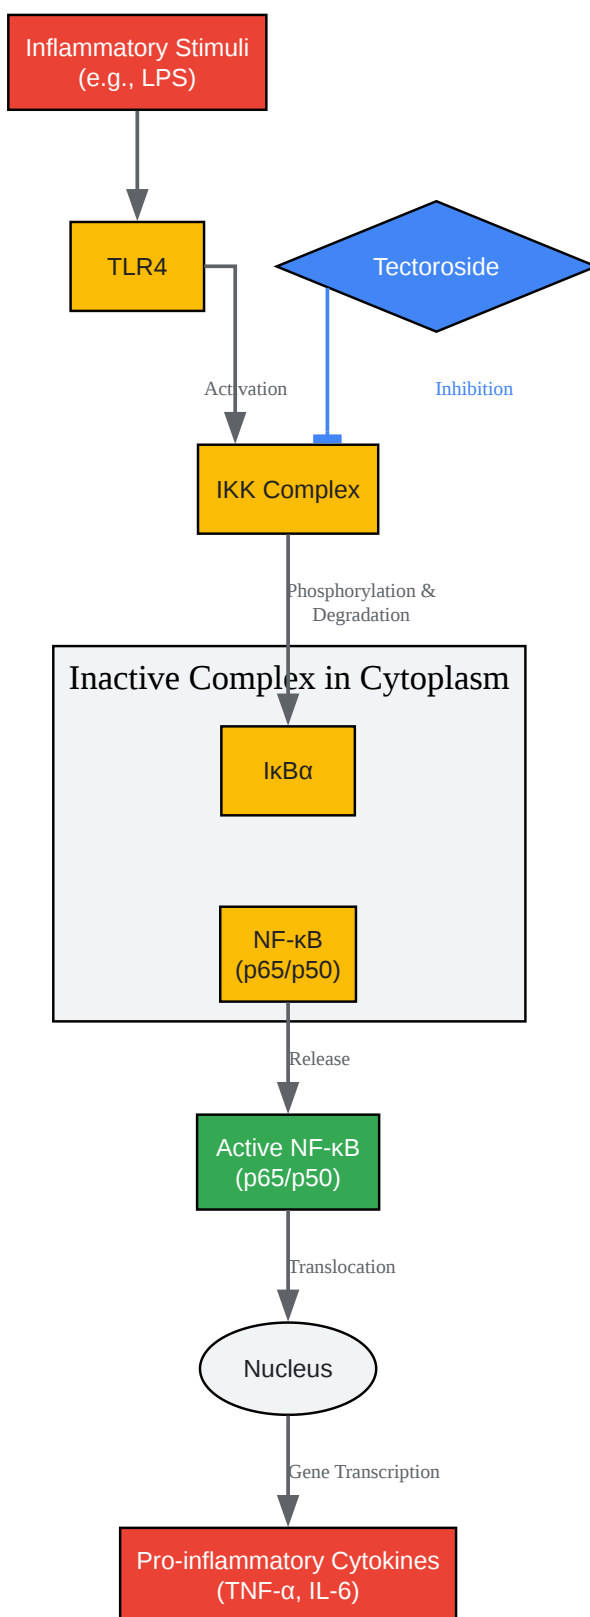 Inflammatory Stimuli
(e.g., LPS)
TLR4
Tectoroside
Activation
Inhibition
IKK Complex
Phosphorylation &
Degradation
Inactive Complex in Cytoplasm
IκBα
NF-κB
(p65/p50)
Release
Active NF-κB
(p65/p50)
Translocation
Nucleus
Gene Transcription
Pro-inflammatory Cytokines
(TNF-α, IL-6)